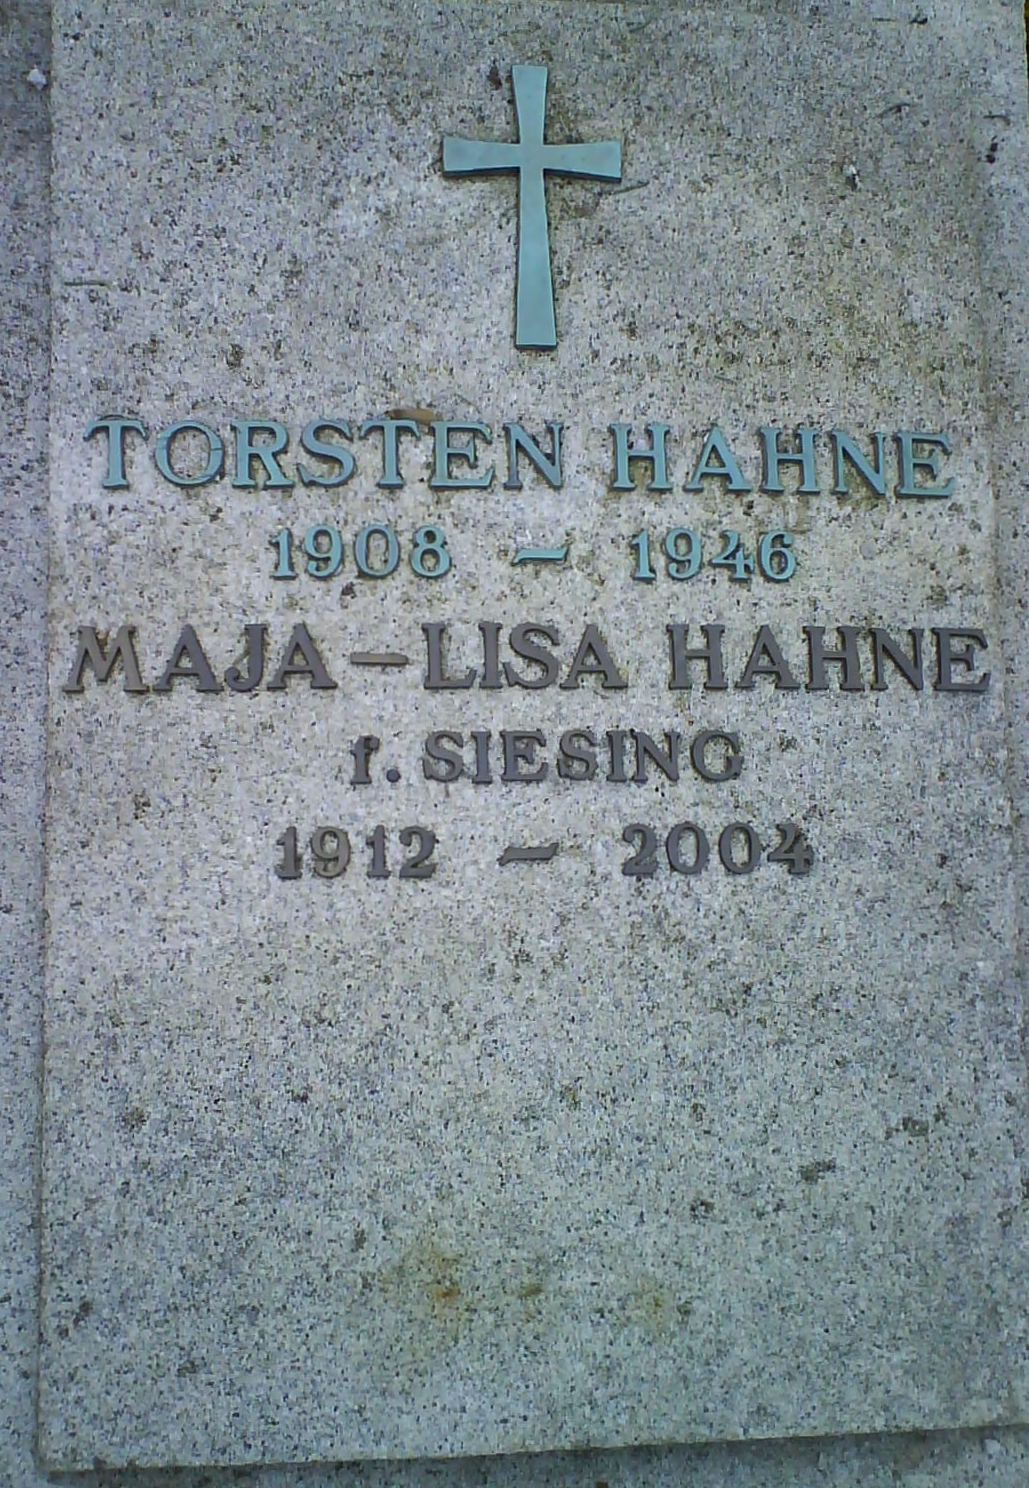 TORSTEN HAHNE
1908 – 1946
MAJA-LISA HAHNE
f. SIESING
1912 – 2004